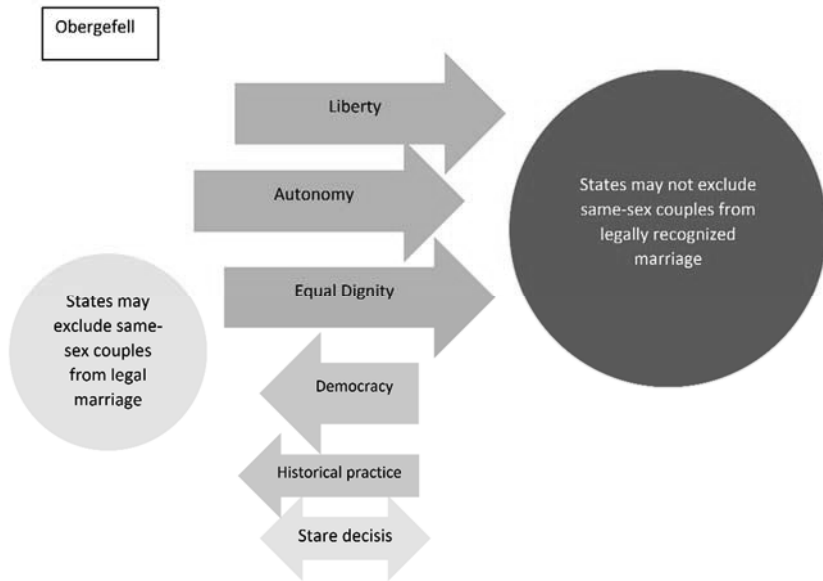 Obergefell
Liberty
Autonomy
Equal Dignity
States may
exclude same-
sex couples
from legal
marriage
Democracy
Historical practice
Stare decisis
States may not exclude
same-sex couples from
legally recognized
marriage